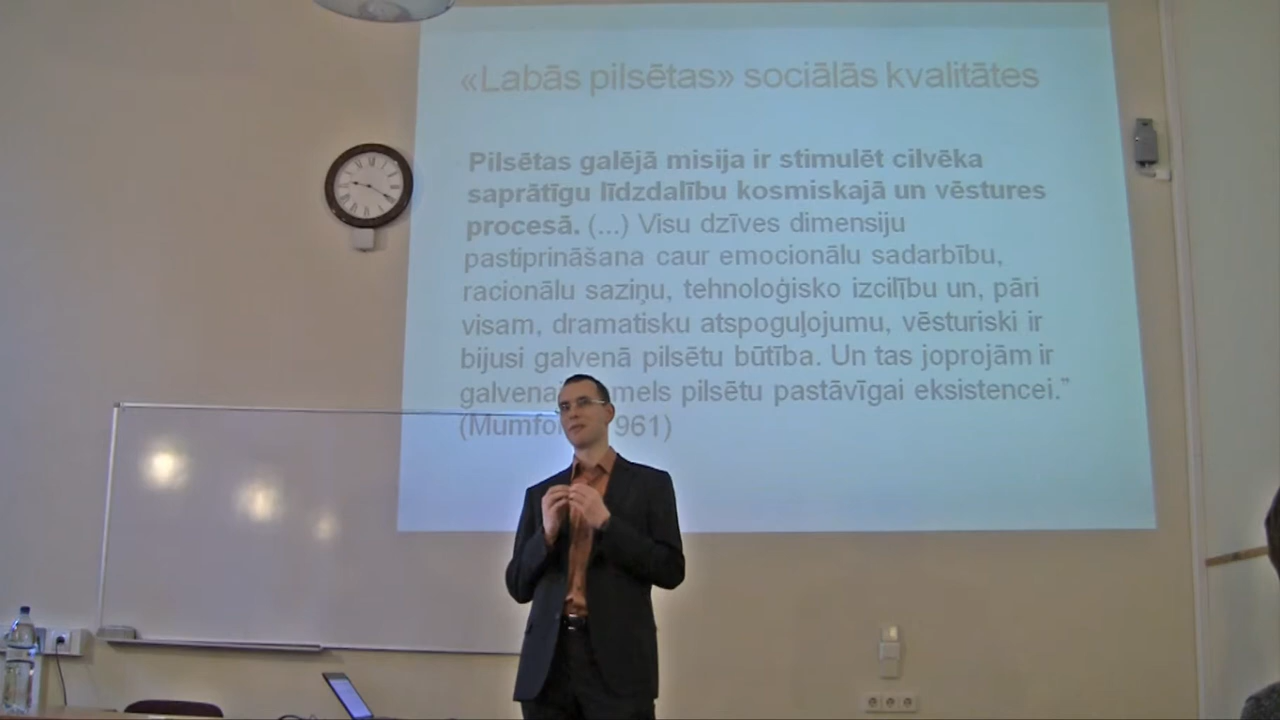 «Labās pilsētas» sociālās kvalitātes
Pilsētas galējā misija ir stimulēt cilvēka
saprātīgu līdzdalību kosmiskajā un vēstures
procesā. (...) Visu dzīves dimensiju
pastiprināšana caur emocionālu sadarbību,
racionālu saziņu, tehnoloģisko izcilību un, pāri
visam, dramatisku atspoguļojumu, vēsturiski ir
bijusi galvenā pilsētu būtība. Un tas joprojām ir
pilsētu pastāvīgai eksistencei.”